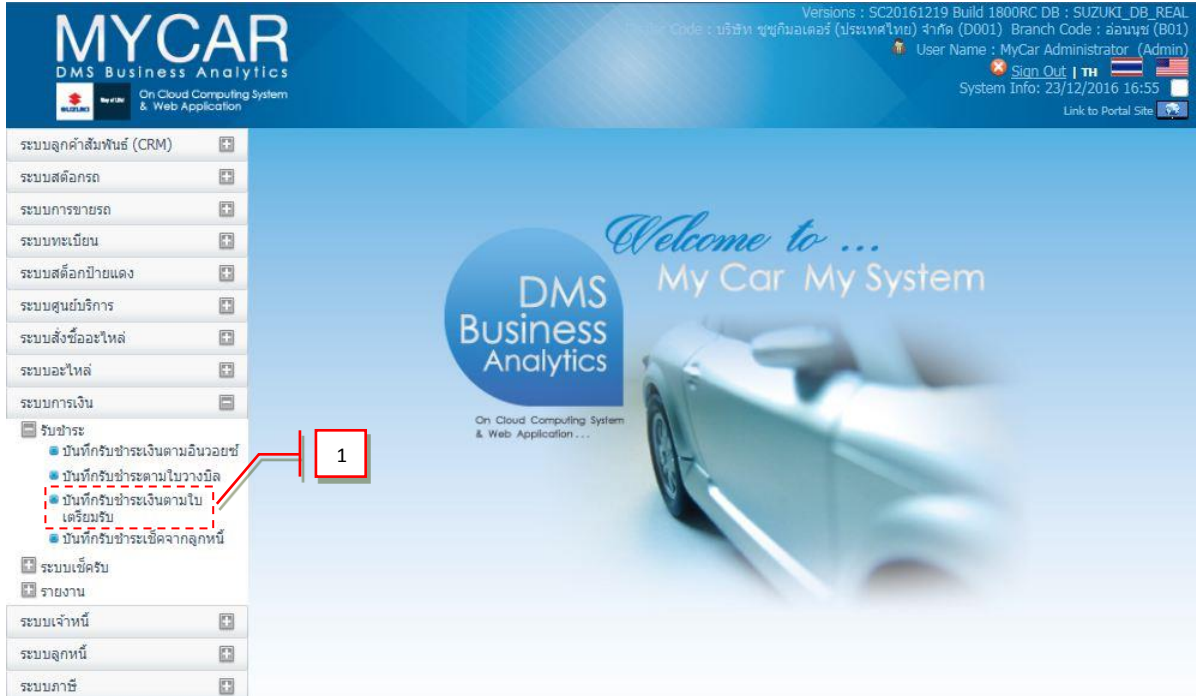 MYCAR
DMS Business Analytics
On Cloud Computing System
& Web Application
SUZUKI
Way of Life!
Versions : SC20161219 Build 1800RC DB : SUZUKI_DB_REAL
Code : บริษัท ซูซูกิมอเตอร์ (ประเทศไทย) จำกัด (D001) Branch Code : อ่อนนุช (B01)
User Name : MyCar Administrator (Admin)
Sign Out | TH
System Info: 23/12/2016 16:55
Link to Portal Site
ระบบลูกค้าสัมพันธ์ (CRM)
ระบบสต๊อกรถ
ระบบการขายรถ
ระบบทะเบียน
ระบบสต็อกป้ายแดง
ระบบศูนย์บริการ
ระบบสั่งซื้ออะไหล่
ระบบอะไหล่
ระบบการเงิน
รับชำระ
บันทึกรับชำระเงินตามอินวอยซ์
บันทึกรับชำระตามใบวางบิล
บันทึกรับชำระเงินตามใบ
เตรียมรับ
บันทึกรับชำระเช็คจากลูกหนี้
ระบบเช็ครับ
รายงาน
ระบบเจ้าหนี้
ระบบลูกหนี้
ระบบภาษี
1
Welcome to ...
My Car My System
DMS
Business
Analytics
On Cloud Computing System
& Web Application . . .